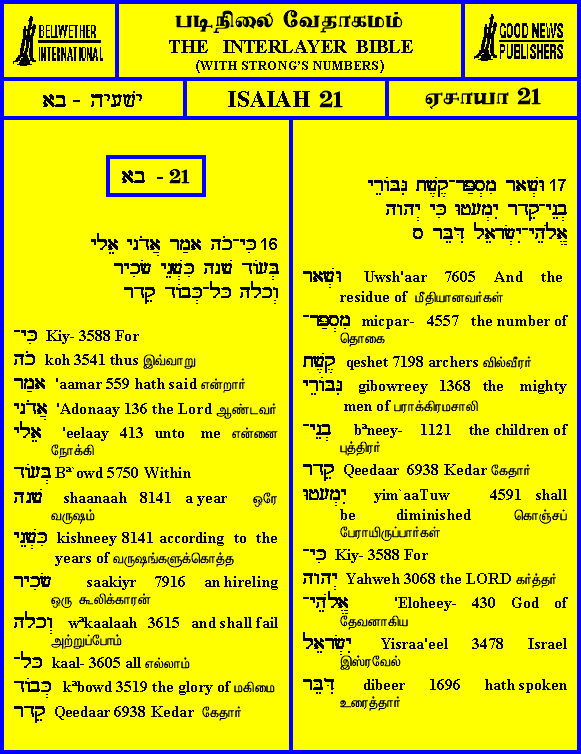 BELLWETHER
INTERNATIONAL
படிநிலை வேதாகமம்
THE INTERLAYER BIBLE
(WITH STRONG'S NUMBERS)
GOOD NEWS
PUBLISHERS
ישעיה - בא
ISAIAH 21
ஏசாயா 21
בא - 21
16 כִּי־כֹה אָמַר אֲדֹנָי אֵלָי
בְּעוֹד שָׁנָה כִּשְׁנֵי שָׂכִיר
וְכָלָה כָּל־כְּבוֹד קֵדָר
כִּי־ Kiy- 3588 For
כֹה koh 3541 thus இவ்வாறு
אָמַר 'aamar 559 hath said என்றார்
אֲדֹנָי 'Adonaay 136 the Lord ஆண்டவர்
אֵלַי 'eelaay 413 unto me என்னை
நோக்கி
בְּעוֹד Bª`owd 5750 Within
שָׁנָה shaanaah 8141 a year ஒரே
வருஷம்
כִּשְׁנֵי kishneey 8141 according to the
years of வருஷங்களுக்கொத்த
שָׂכִיר saakiyr 7916 an hireling
ஒரு கூலிக்காரன்
וְכָלָה wªkaalaah 3615 and shall fail
அற்றுப்போம்
כָּל־ kaal- 3605 all எல்லாம்
כְּבוֹד kªbowd 3519 the glory of மகிமை
קֵדָר Qeedaar 6938 Kedar கேதார்
17 וּשְׁאָר מִסְפַּר־קֶשֶׁת גִּבּוֹרֵי
בְנֵי־קֵדָר יִמְעָטוּ כִּי יְהוָה
אֱלֹהֵי־יִשְׂרָאֵל דִּבֵּר ס
וּשְׁאָר Uwsh'aar 7605 And the
residue of மீதியானவர்கள்
מִסְפַּר־ micpar- 4557 the number of
தொகை
קֶשֶׁת qeshet 7198 archers வில்வீரர்
גִּבּוֹרֵי gibowreey 1368 the mighty
men of பராக்கிரமசாலி
בְנֵי־ bªneey- 1121 the children of
புத்திரர்
קֵדָר Qeedaar 6938 Kedar கேதார்
יִמְעָטוּ yim`aaTuw 4591 shall
be diminished கொஞ்சப்
பேராயிருப்பார்கள்
כִּי־ Kiy- 3588 For
יְהוָה Yahweh 3068 the LORD கர்த்தர்
אֱלֹהֵי־ 'Eloheey- 430 God of
தேவனாகிய
יִשְׂרָאֵל Yisraa'eel 3478 Israel
இஸ்ரவேல்
דִּבֵּר dibeer 1696 hath spoken
உரைத்தார்